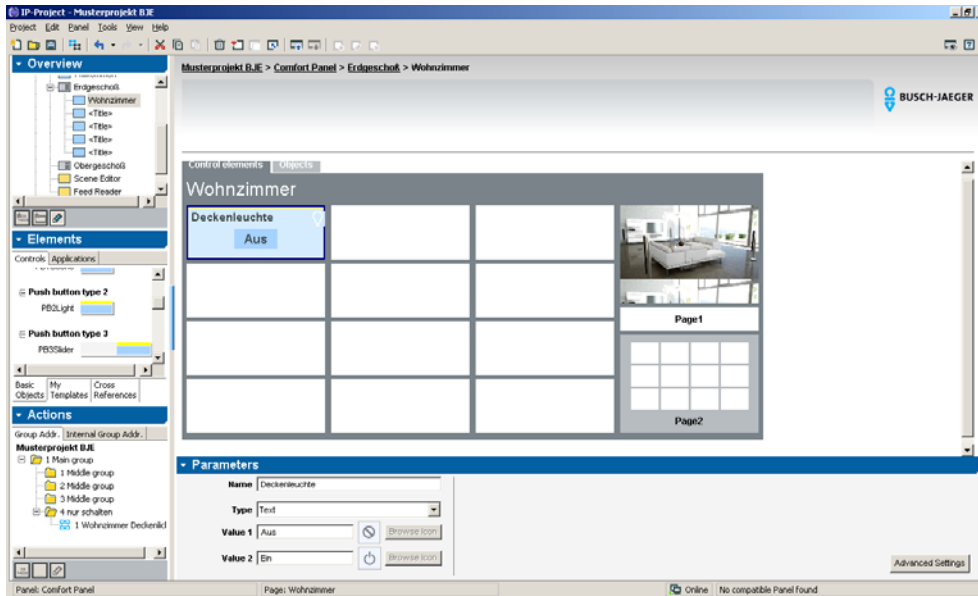 IP-Project - Musterprojekt BJE
Project Edit Panel Tools View Help
Overview
Erdgeschoß
Wohnzimmer
<Title>
<Title>
<Title>
<Title>
Obergeschoß
Scene Editor
Feed Reader
Elements
Controls Applications
Push button type 2
PB2Light
Push button type 3
PB3Slider
Basic Objects
My Templates
Cross References
Actions
Group Addr. Internal Group Addr.
Musterprojekt BJE
1 Main group
1 Middle group
2 Middle group
3 Middle group
4 nur schalten
1 Wohnzimmer Deckenlicl
Musterprojekt BJE > Comfort Panel > Erdgeschoß > Wohnzimmer
BUSCH-JAEGER
Control elements Objects
Wohnzimmer
Deckenleuchte
Aus
Page1
Page2
Parameters
Name Deckenleuchte
Type Text
Value 1 Aus Browse Icon
Value 2 Ein Browse Icon
Advanced Settings
Panel: Comfort Panel Page: Wohnzimmer Online No compatible Panel found